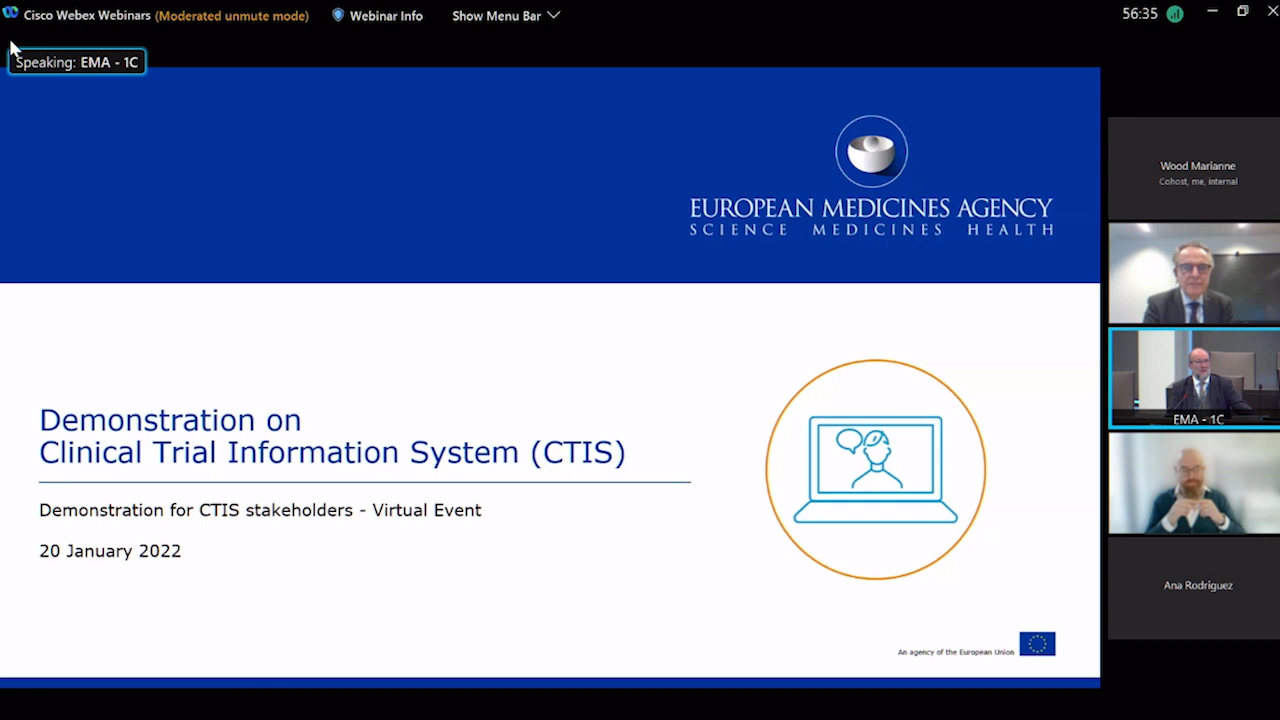 Cisco Webex Webinars (Moderated unmute mode) Webinar Info Show Menu Bar 56:35
Speaking: EMA - 1C
EUROPEAN MEDICINES AGENCY
SCIENCE MEDICINES HEALTH
Demonstration on
Clinical Trial Information System (CTIS)
Demonstration for CTIS stakeholders - Virtual Event
20 January 2022
An agency of the European Union
Wood Marianne
Cohost, me, internal
EMA - 1C
Ana Rodriguez